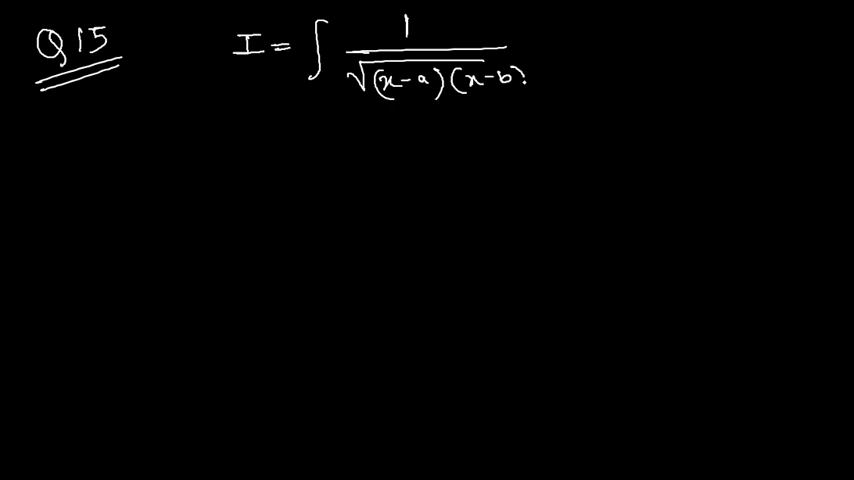 Q15 I = ∫ 1/√(x-a)(x-b)